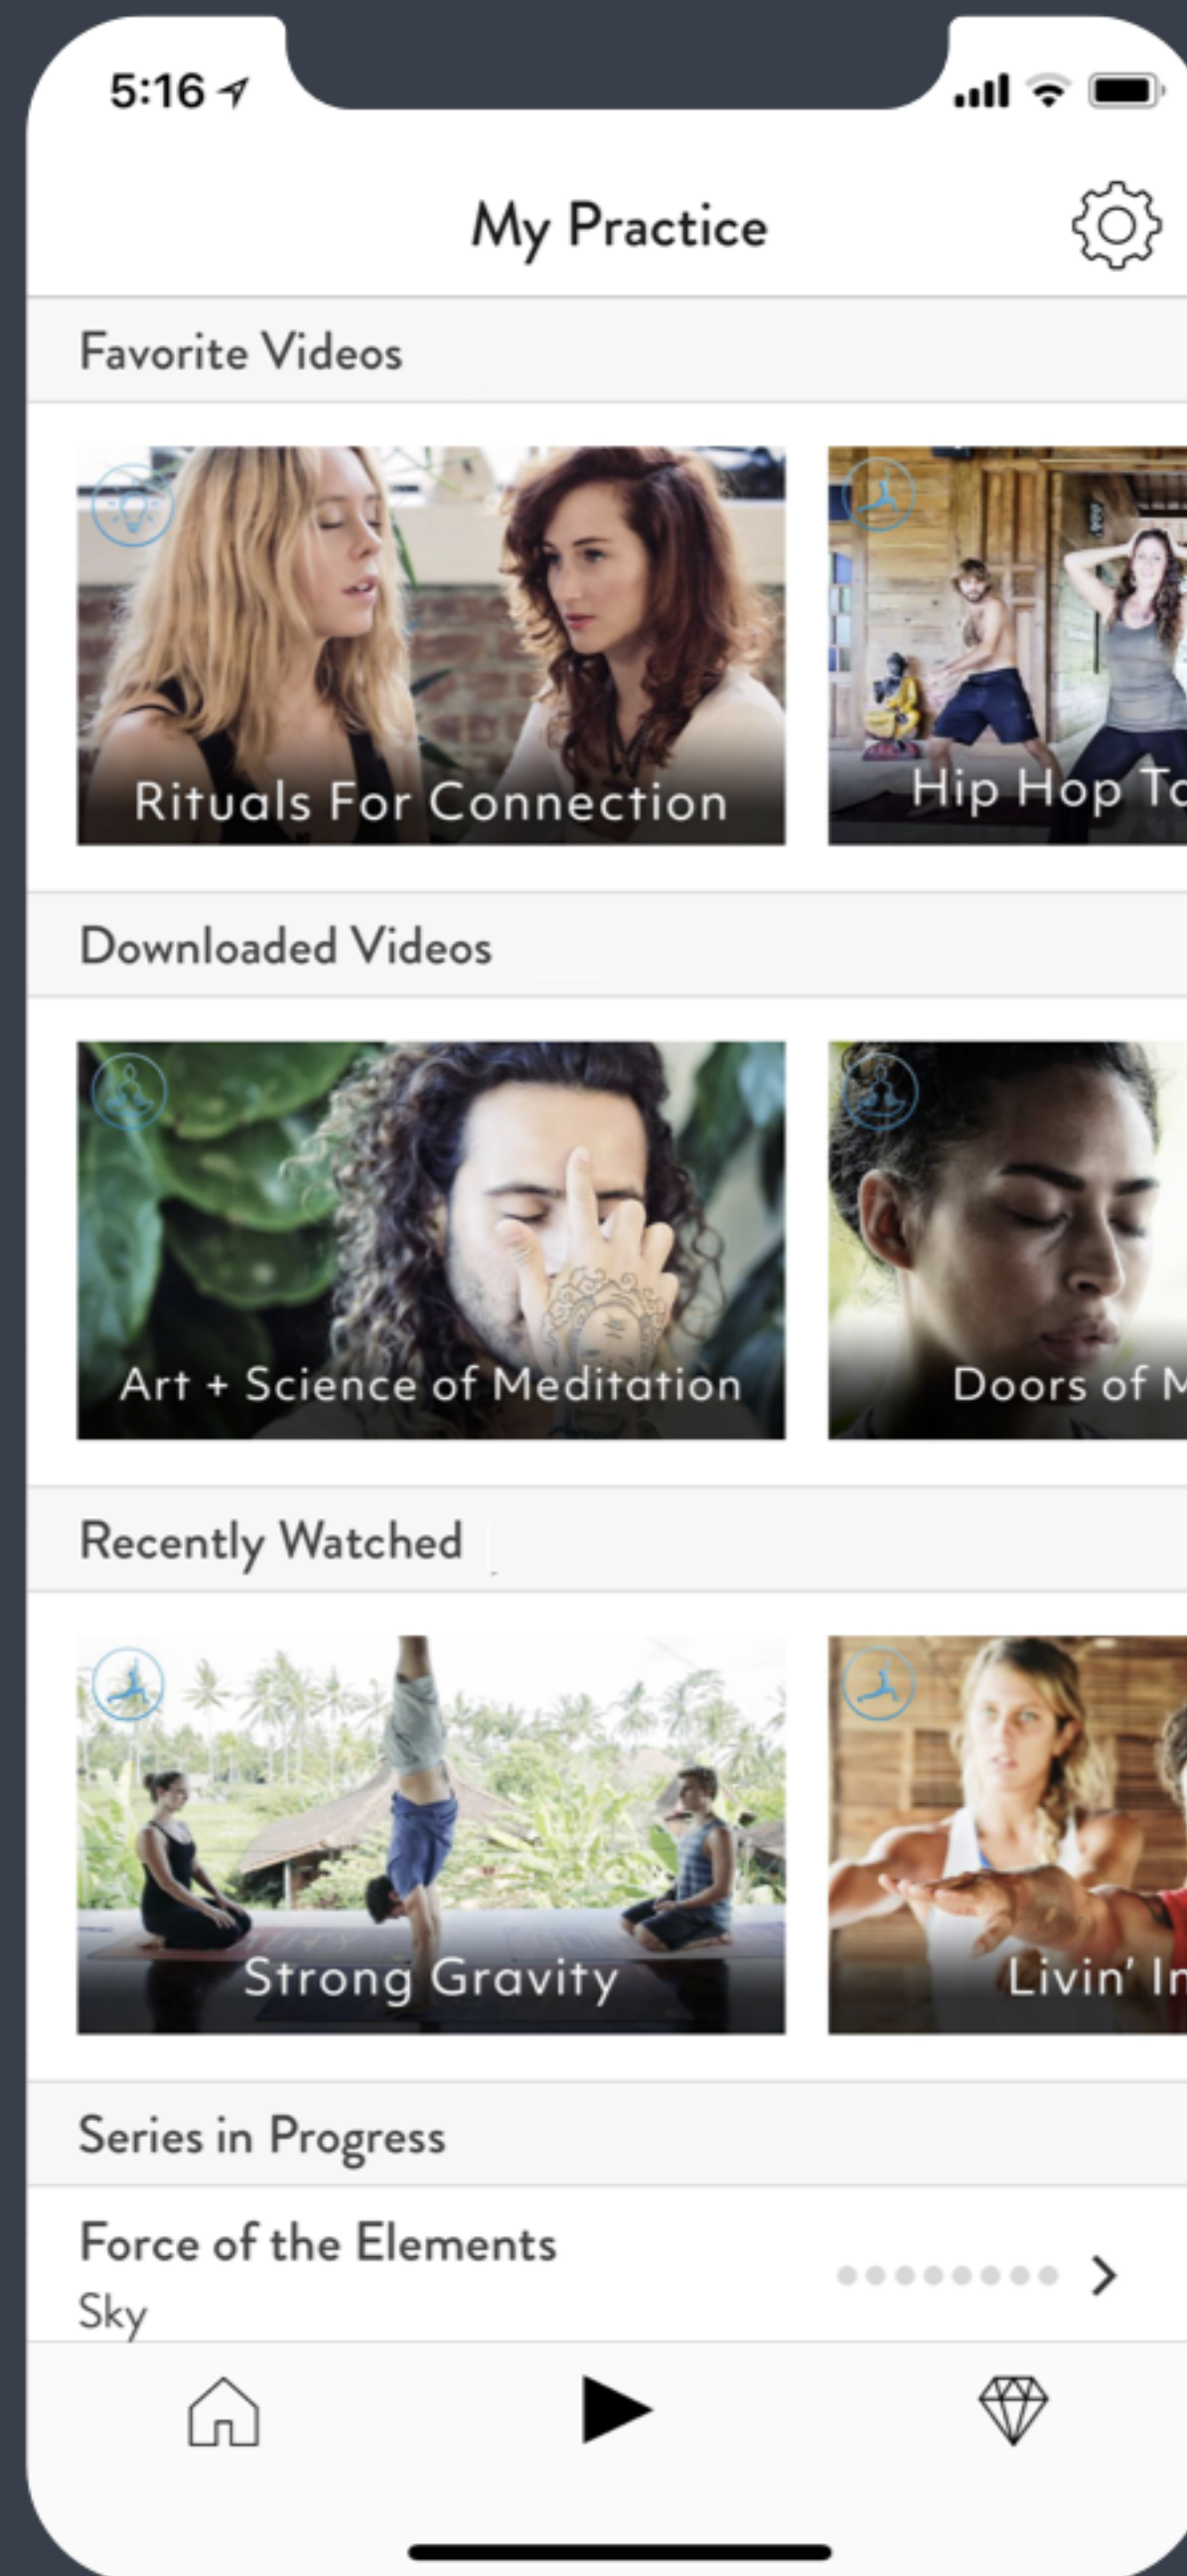 5:16
My Practice
Favorite Videos
Rituals For Connection
Hip Hop
Downloaded Videos
Art + Science of Meditation
Doors of
Recently Watched
Strong Gravity
Livin'
Series in Progress
Force of the Elements
Sky